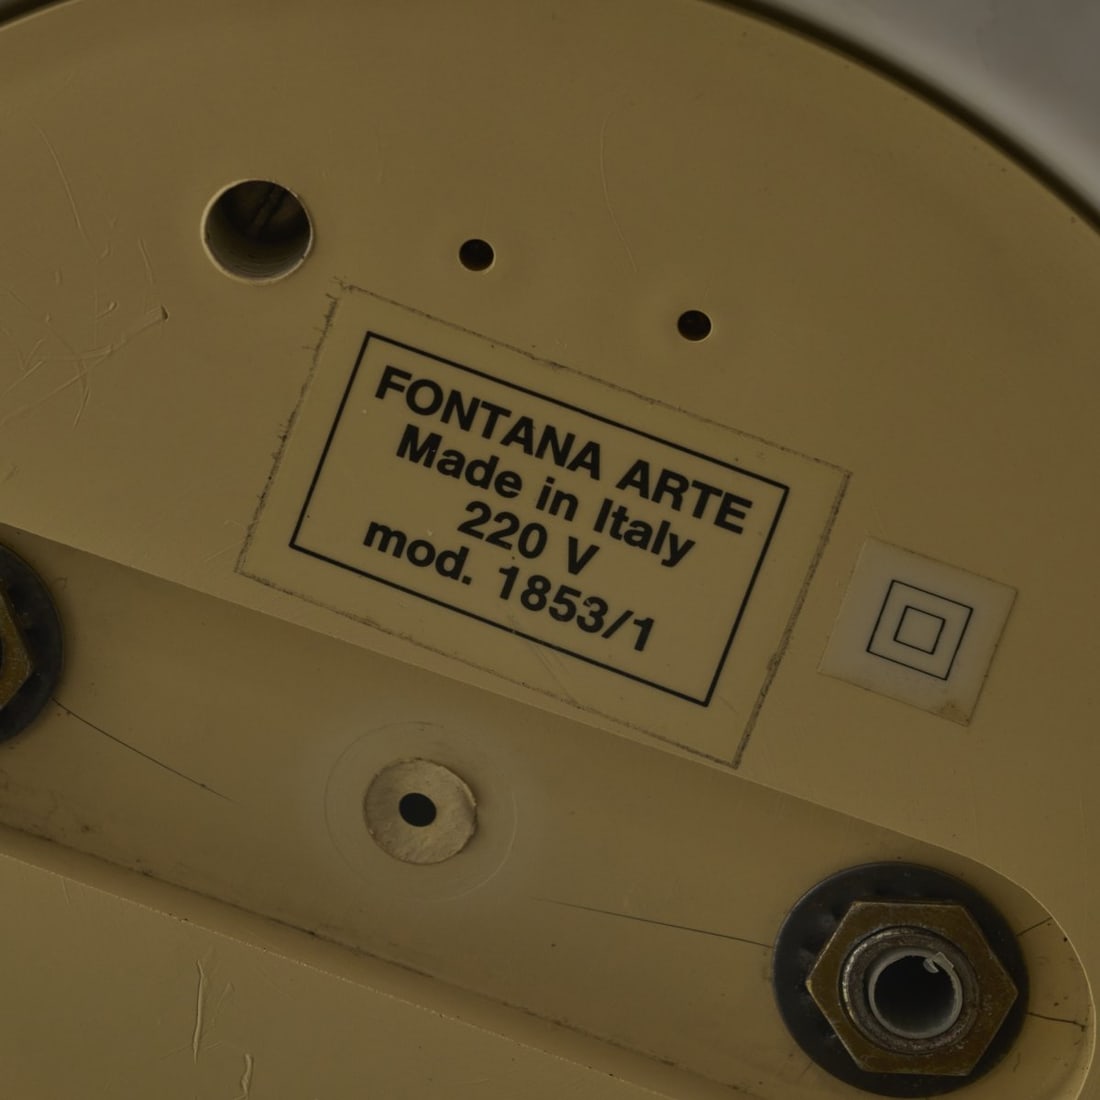 FONTANA ARTE
Made in Italy
220 V
mod. 1853/1